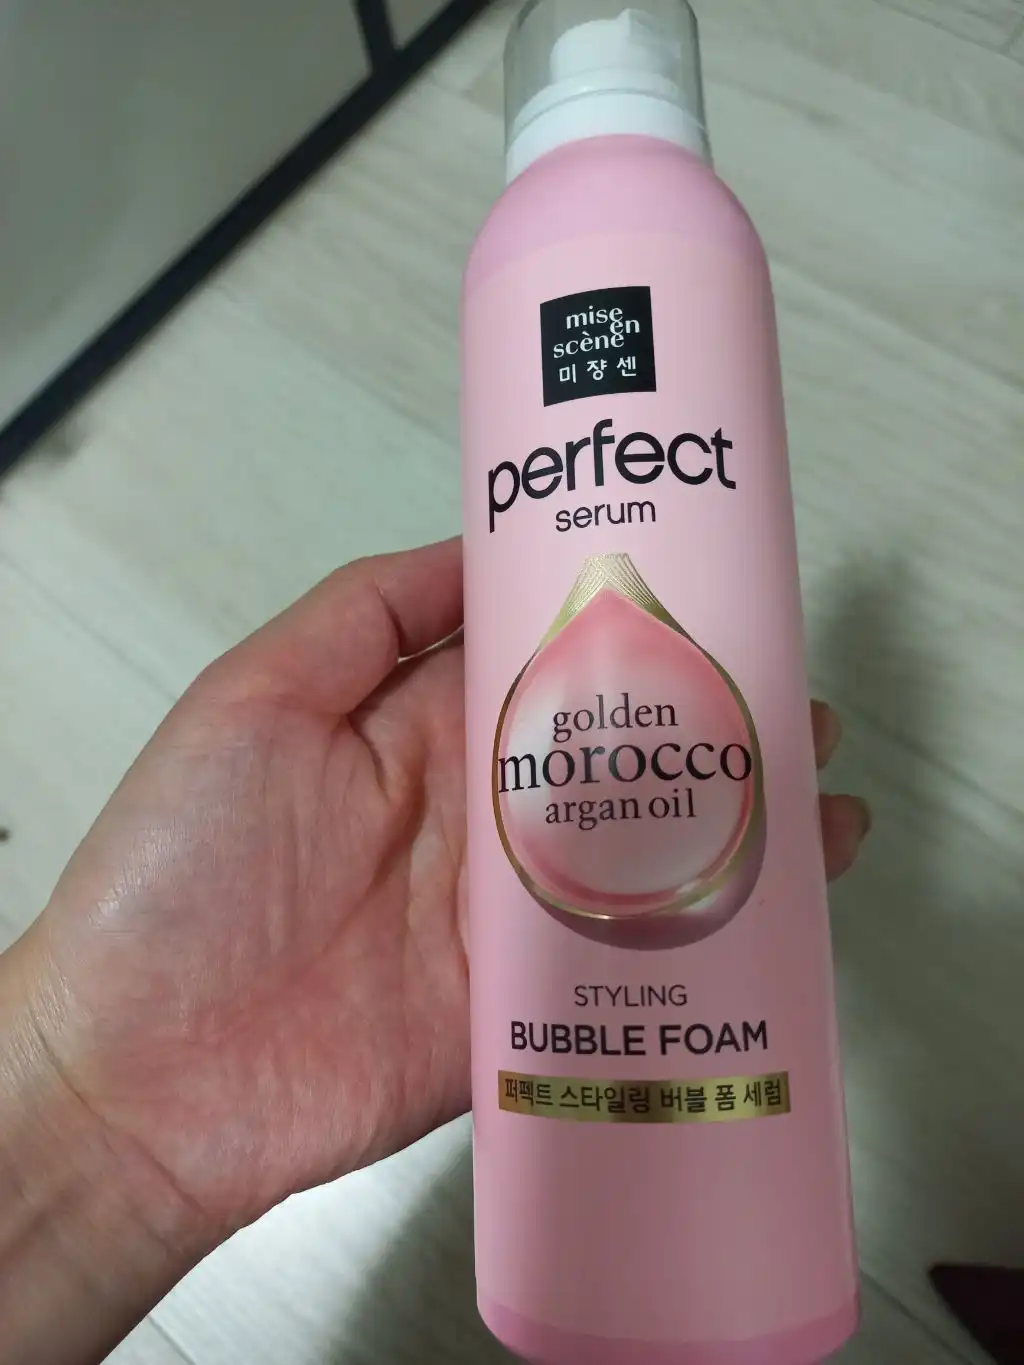 mise
en
scène
미쟝센
perfect
serum
golden
morocco
argan oil
STYLING
BUBBLE FOAM
퍼펙트 스타일링 버블 폼 세럼